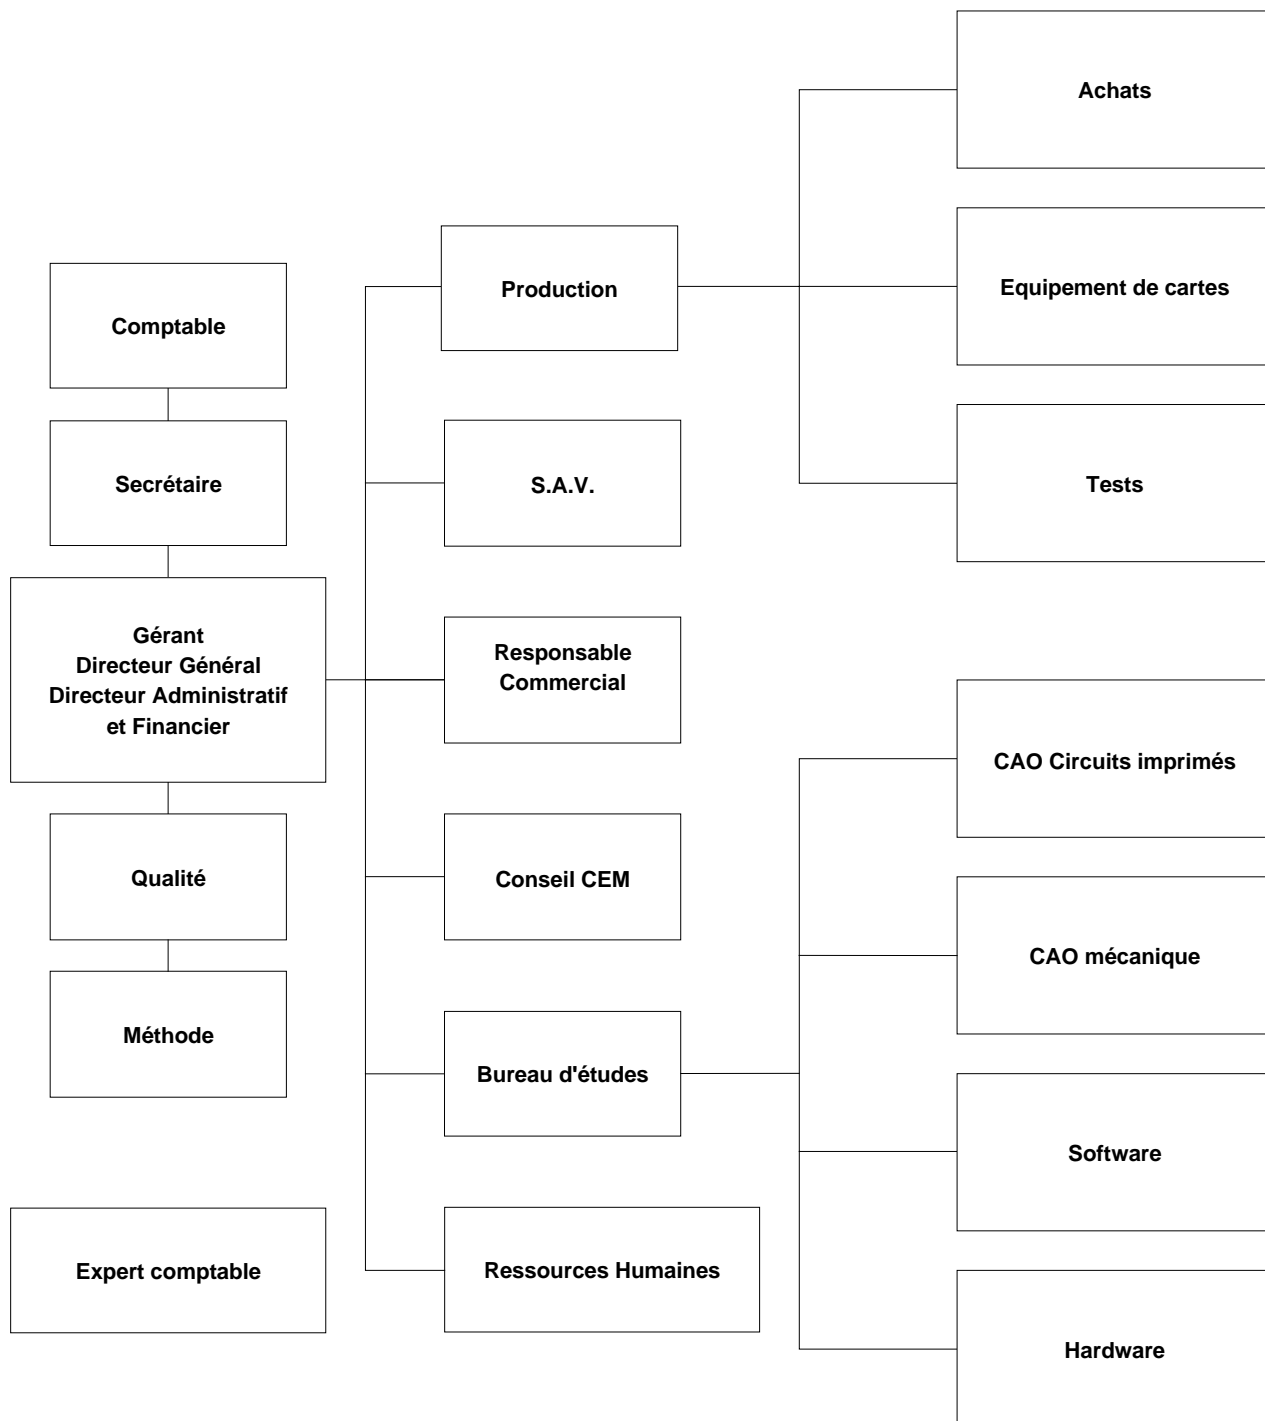 Comptable
Secrétaire
Gérant
Directeur Général
Directeur Administratif
et Financier
Qualité
Méthode
Expert comptable
Production
S.A.V.
Responsable
Commercial
Conseil CEM
Bureau d'études
Ressources Humaines
Achats
Equipement de cartes
Tests
CAO Circuits imprimés
CAO mécanique
Software
Hardware